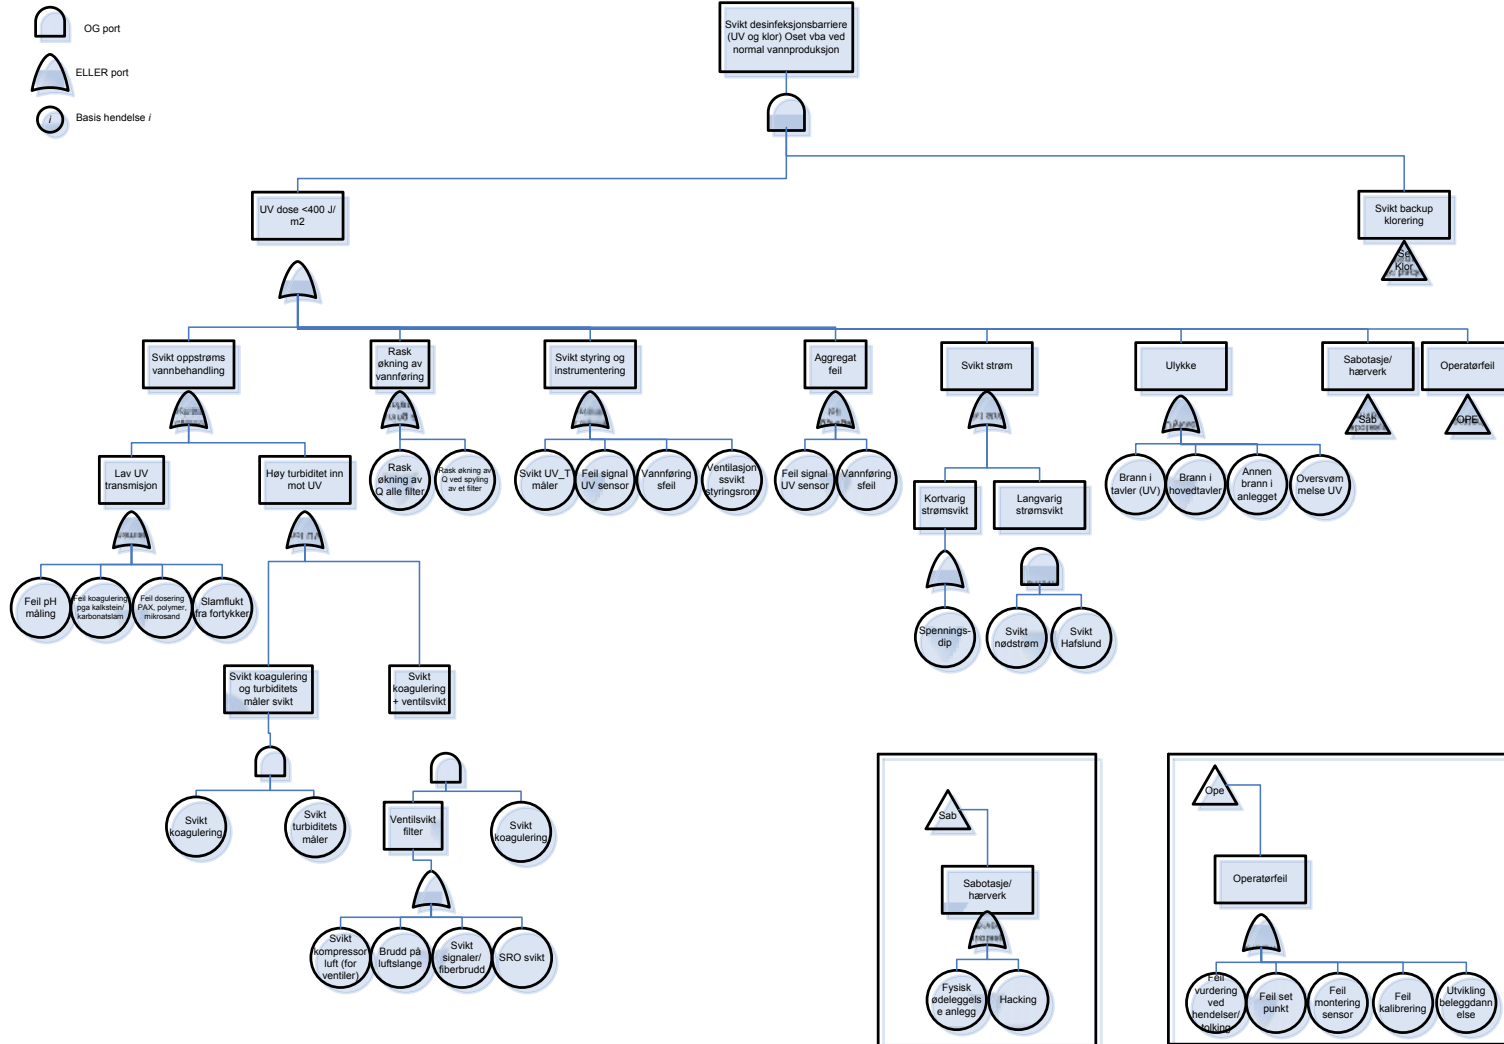 OG port
ELLER port
i
Basis hendelse i
Svikt desinfeksjonsbarriere
(UV og klor) Oset vba ved
normal vannproduksjon
UV dose <400 J/
m2
Svikt backup
klorering
Se
Klor
Svikt oppstrøms
vannbehandling
Rask
økning av
vannføring
Svikt styring og
instrumentering
Aggregat
feil
Svikt strøm
Ulykke
Sabotasje/
hærverk
Operatørfeil
Sab
OPE
Lav UV
transmisjon
Høy turbiditet inn
mot UV
Rask
økning av
Q alle filter
Rask økning av
Q ved spyling
av et filter
Svikt UV_T
måler
Feil signal
UV sensor
Vannføring
sfeil
Ventilasjon
ssvikt
styringsrom
Feil signal
UV sensor
Vannføring
sfeil
Kortvarig
strømsvikt
Langvarig
strømsvikt
Brann i
tavler (UV)
Brann i
hovedtavler
Annen
brann i
anlegget
Oversvøm
melse UV
Feil pH
måling
Feil koagulering
pga kalkstein/
karbonatslam
Feil dosering
PAX, polymer,
mikrosand
Slamflukt
fra fortykker
Spennings-
dip
Svikt
nødstrøm
Svikt
Hafslund
Svikt koagulering
og turbiditets
måler svikt
Svikt
koagulering
+ ventilsvikt
Svikt
koagulering
Svikt
turbiditets
måler
Ventilsvikt
filter
Svikt
koagulering
Svikt
kompressor
luft (for
ventiler)
Brudd på
luftslange
Svikt
signaler/
fiberbrudd
SRO svikt
Sab
Sabotasje/
hærverk
Fysisk
ødeleggels
e anlegg
Hacking
Ope
Operatørfeil
Feil
vurdering
ved
hendelser/
tolking
Feil set
punkt
Feil
montering
sensor
Feil
kalibrering
Utvikling
beleggdann
else